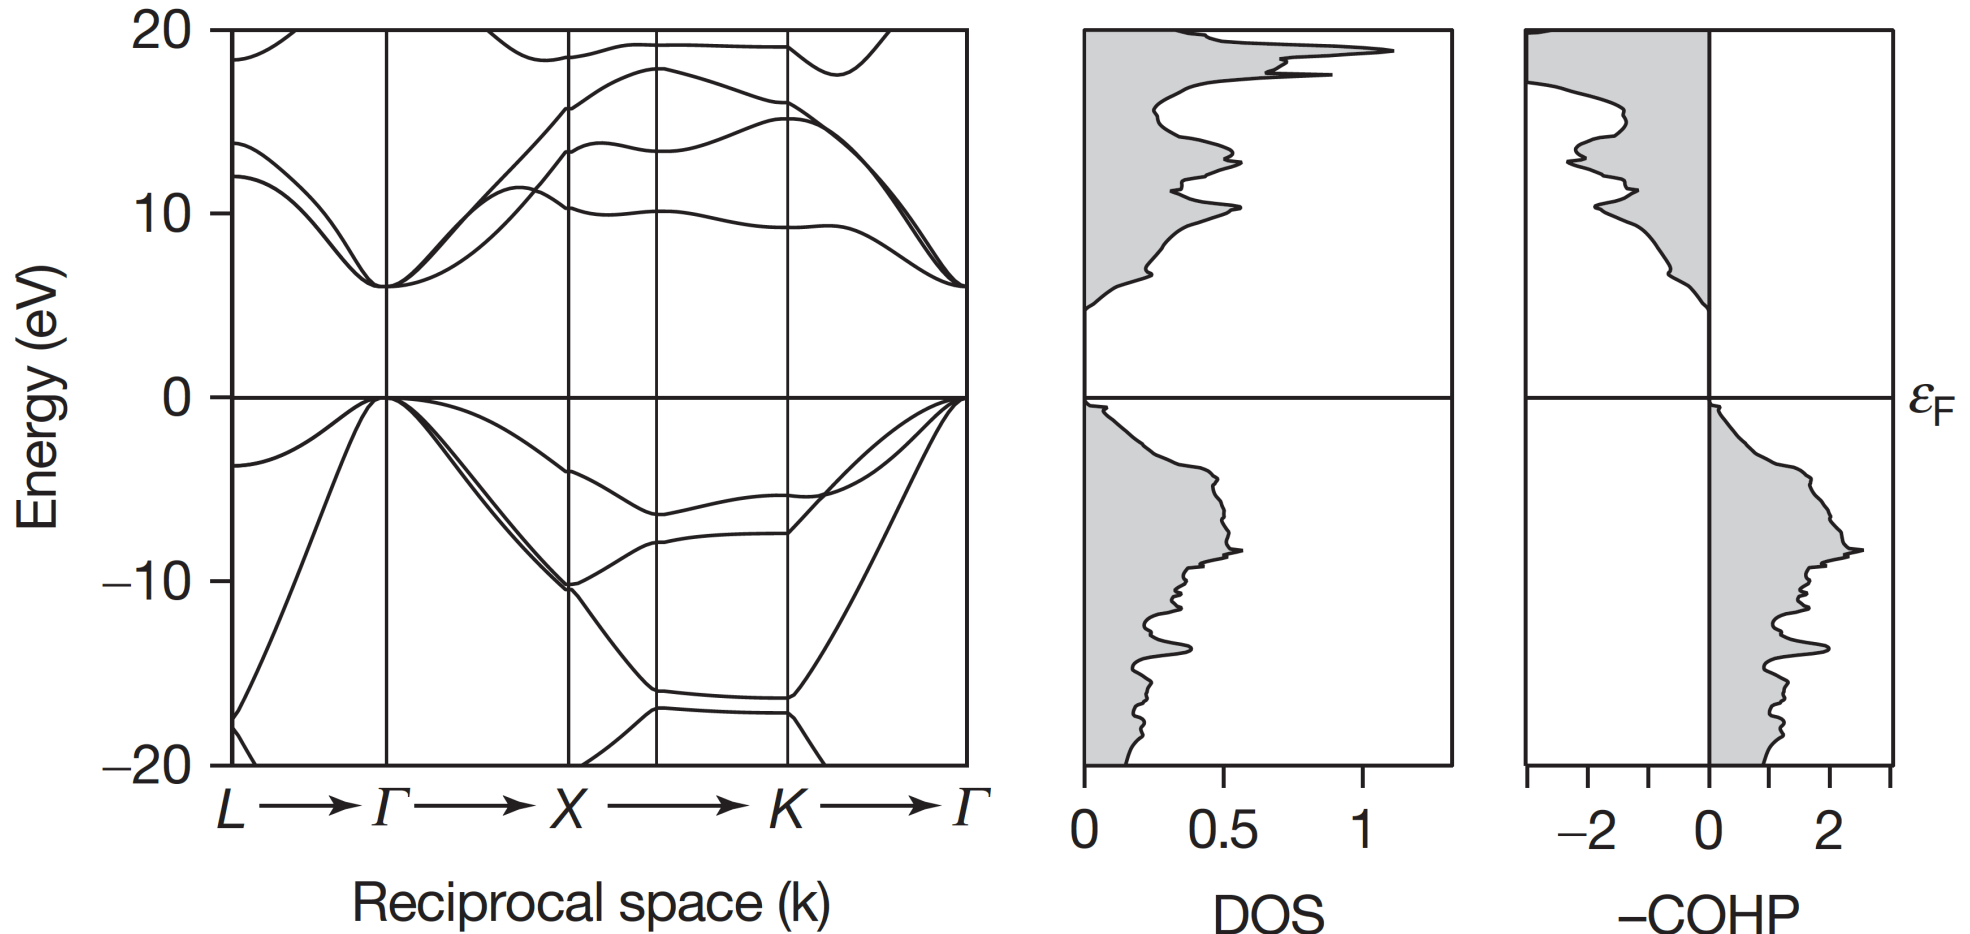 20
10
0
−10
−20
Energy (eV)
L → Γ → X → K → Γ
Reciprocal space (k)
0 0.5 1
DOS
−2 0 2
−COHP
εF